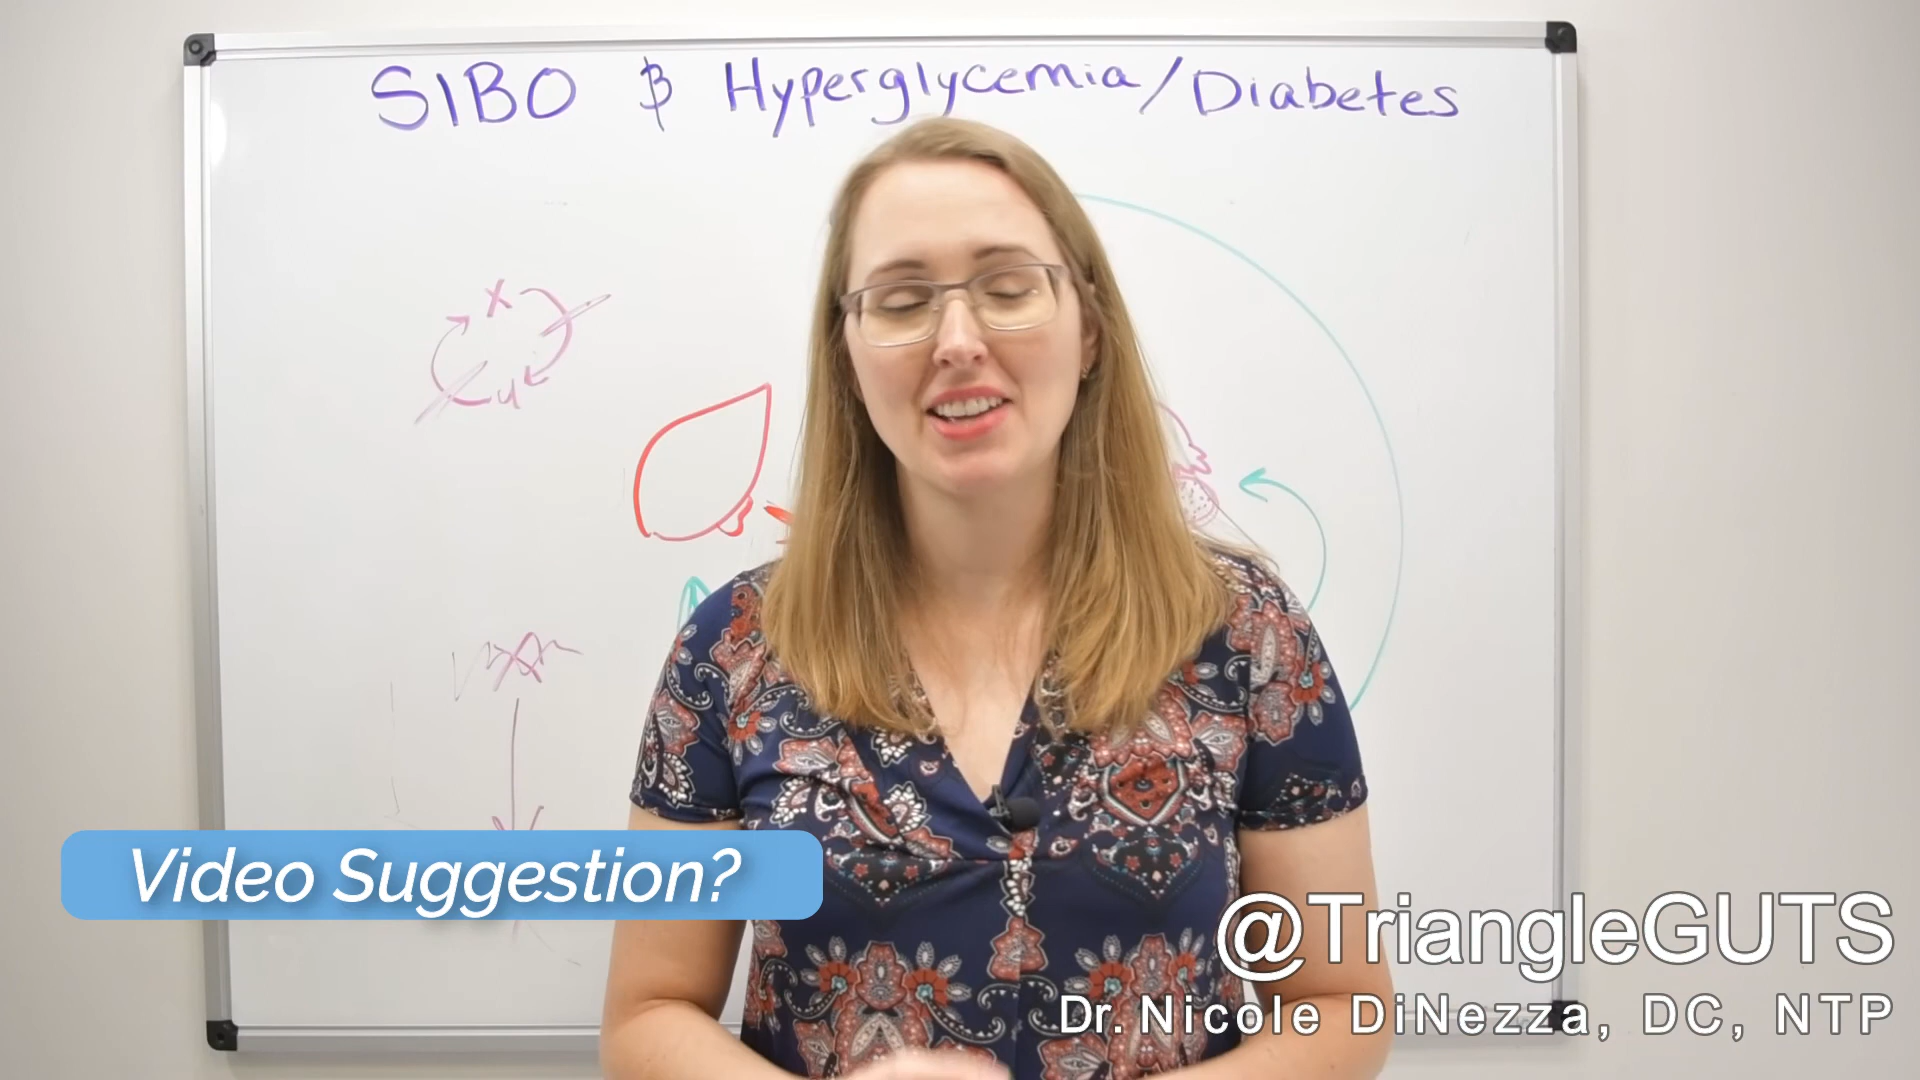 SIBO & Hyperglycemia/Diabetes
X
y
Video Suggestion?
@TriangleGUTS
Dr. Nicole DiNezza, DC, NTP